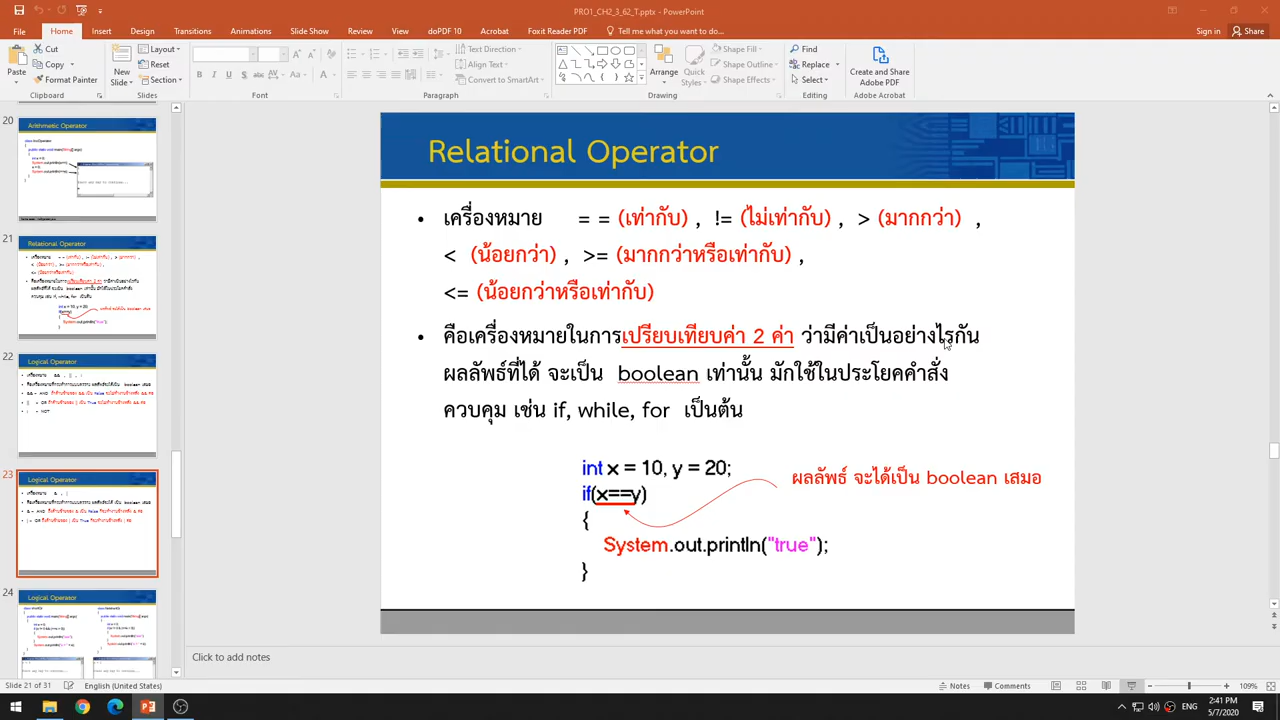 PRO1_CH2_3_62_T.pptx - PowerPoint
File Home Insert Design Transitions Animations Slide Show Review View doPDF 10 Acrobat Foxit Reader PDF Tell me what you want to do... Sign in Share
Paste Cut Copy Format Painter Clipboard
New Slide Layout Reset Section Slides
Font
Text Direction Align Text Convert to SmartArt Paragraph
Arrange Quick Styles Shape Fill Shape Outline Shape Effects Drawing
Find Replace Select Editing
Create and Share Adobe PDF Adobe Acrobat
20 Arithmetic Operator
21 Relational Operator
22 Logical Operator
23 Logical Operator
24 Logical Operator
Relational Operator
• เครื่องหมาย = = (เท่ากับ) , != (ไม่เท่ากับ) , > (มากกว่า) ,
< (น้อยกว่า) , >= (มากกว่าหรือเท่ากับ) ,
<= (น้อยกว่าหรือเท่ากับ)
• คือเครื่องหมายในการเปรียบเทียบค่า 2 ค่า ว่ามีค่าเป็นอย่างไรกัน
ผลลัพธ์ที่ได้ จะเป็น boolean เท่านั้น มักใช้ในประโยคคำสั่ง
ควบคุม เช่น if, while, for เป็นต้น
int x = 10, y = 20;
if(x==y)
{
System.out.println("true");
}
ผลลัพธ์ จะได้เป็น boolean เสมอ
Click to add notes
Slide 21 of 31 English (United States) Notes Comments 109%
ENG 2:41 PM
5/7/2020